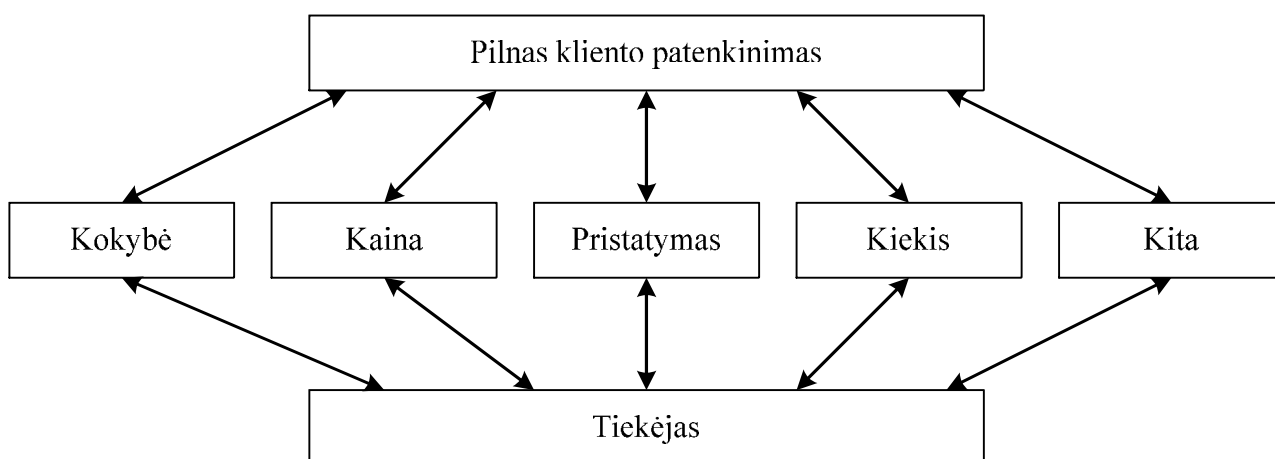 Pilnas kliento patenkinimas
Kokybė
Kaina
Pristatymas
Kiekis
Kita
Tiekėjas